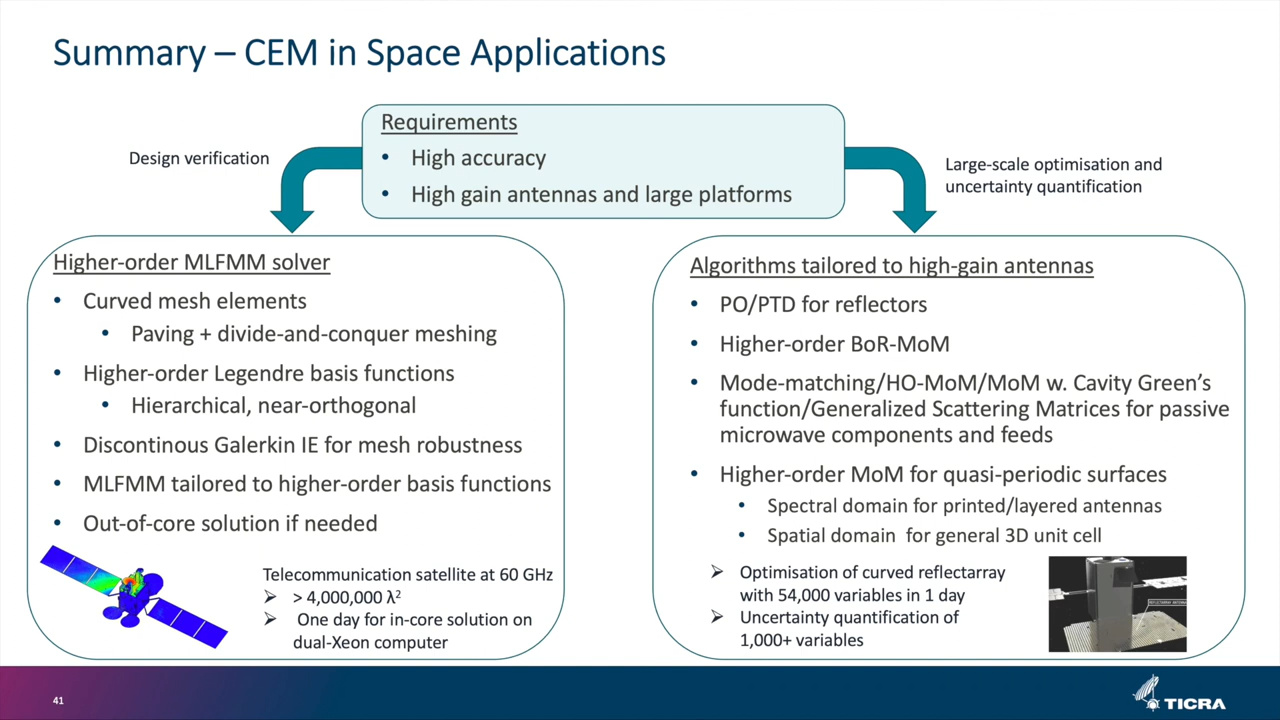 Summary – CEM in Space Applications
Requirements
• High accuracy
• High gain antennas and large platforms
Design verification
Large-scale optimisation and
uncertainty quantification
Higher-order MLFMM solver
• Curved mesh elements
• Paving + divide-and-conquer meshing
• Higher-order Legendre basis functions
• Hierarchical, near-orthogonal
• Discontinous Galerkin IE for mesh robustness
• MLFMM tailored to higher-order basis functions
• Out-of-core solution if needed
Telecommunication satellite at 60 GHz
➢ > 4,000,000 λ²
➢ One day for in-core solution on
dual-Xeon computer
Algorithms tailored to high-gain antennas
• PO/PTD for reflectors
• Higher-order BoR-MoM
• Mode-matching/HO-MoM/MoM w. Cavity Green's
function/Generalized Scattering Matrices for passive
microwave components and feeds
• Higher-order MoM for quasi-periodic surfaces
• Spectral domain for printed/layered antennas
• Spatial domain for general 3D unit cell
➢ Optimisation of curved reflectarray
with 54,000 variables in 1 day
➢ Uncertainty quantification of
1,000+ variables
41
TICRA